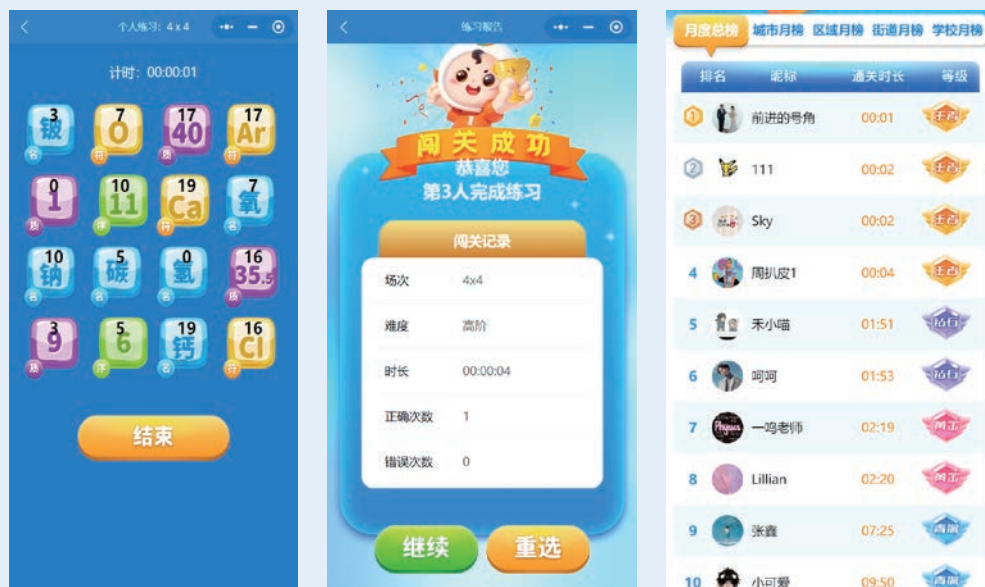 个人练习: 4x4
计时: 00:00:01
3 7 17 17
铍 O 40 Ar
名 符 质 符
0 10 19 7
1 11 Ca 氧
质 序 符 名
10 5 0 16
钠 碳 氢 35.5
名 名 名 质
3 5 19 16
9 6 钙 Cl
质 序 名 符
结束
练习报告
闯关成功
恭喜您
第3人完成练习
闯关记录
场次 4x4
难度 高阶
时长 00:00:04
正确次数 1
错误次数 0
继续 重选
月度总榜 城市月榜 区域月榜 街道月榜 学校月榜
排名 昵称 通关时长 等级
1 前进的号角 00:01 王者
2 111 00:02 王者
3 Sky 00:02 王者
4 周扒皮1 00:04 王者
5 禾小喵 01:51 钻石
6 呵呵 01:53 钻石
7 一鸣老师 02:19 黄金
8 Lillian 02:20 黄金
9 张鑫 07:25 青铜
10 小可爱 09:50 青铜